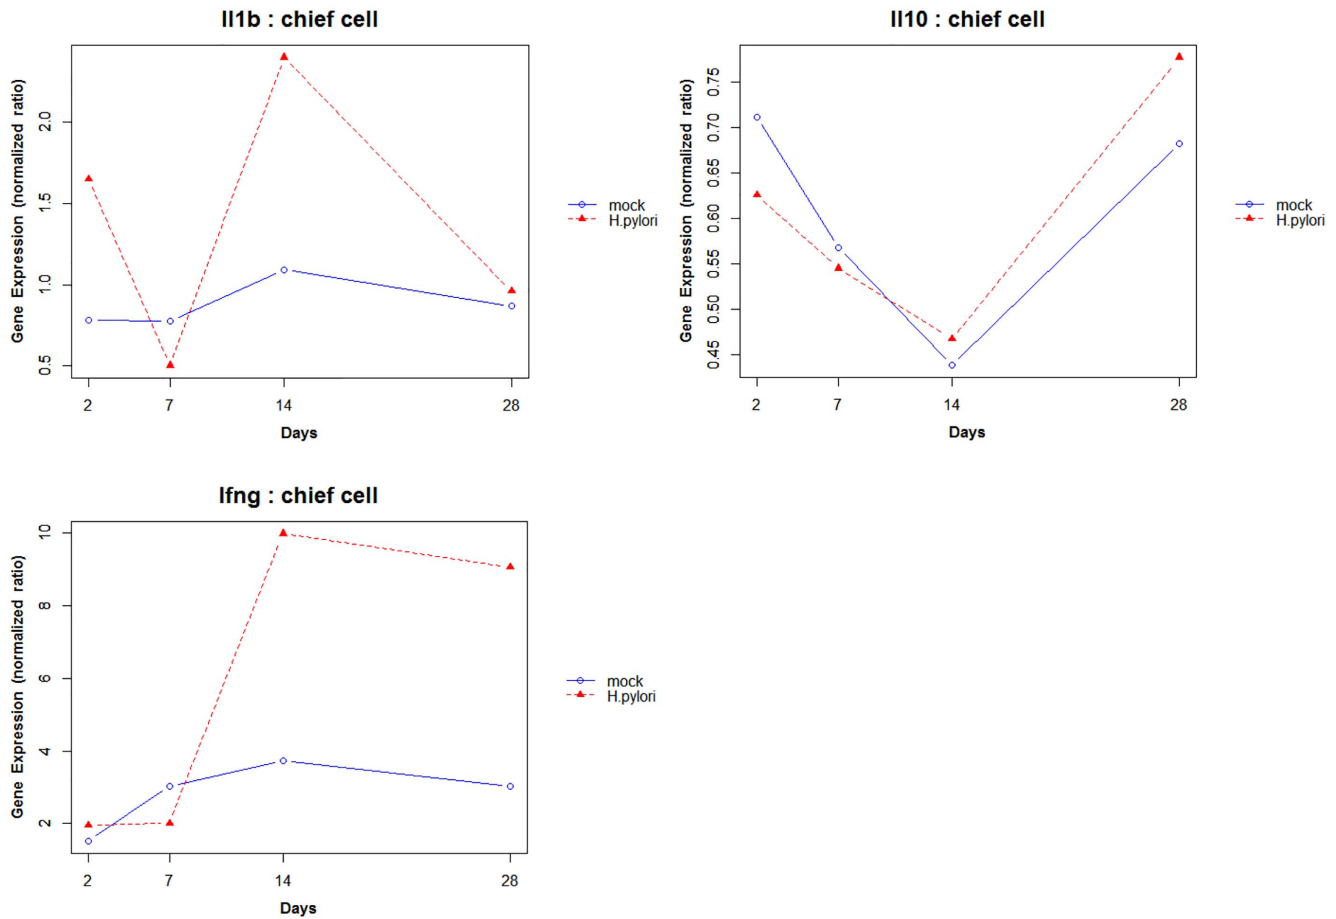 Il1b : chief cell
Gene Expression (normalized ratio)
2.0
1.5
1.0
0.5
2 7 14 28
Days
mock
H.pylori
Il10 : chief cell
Gene Expression (normalized ratio)
0.75
0.70
0.65
0.60
0.55
0.50
0.45
2 7 14 28
Days
mock
H.pylori
Ifng : chief cell
Gene Expression (normalized ratio)
10
8
6
4
2
2 7 14 28
Days
mock
H.pylori